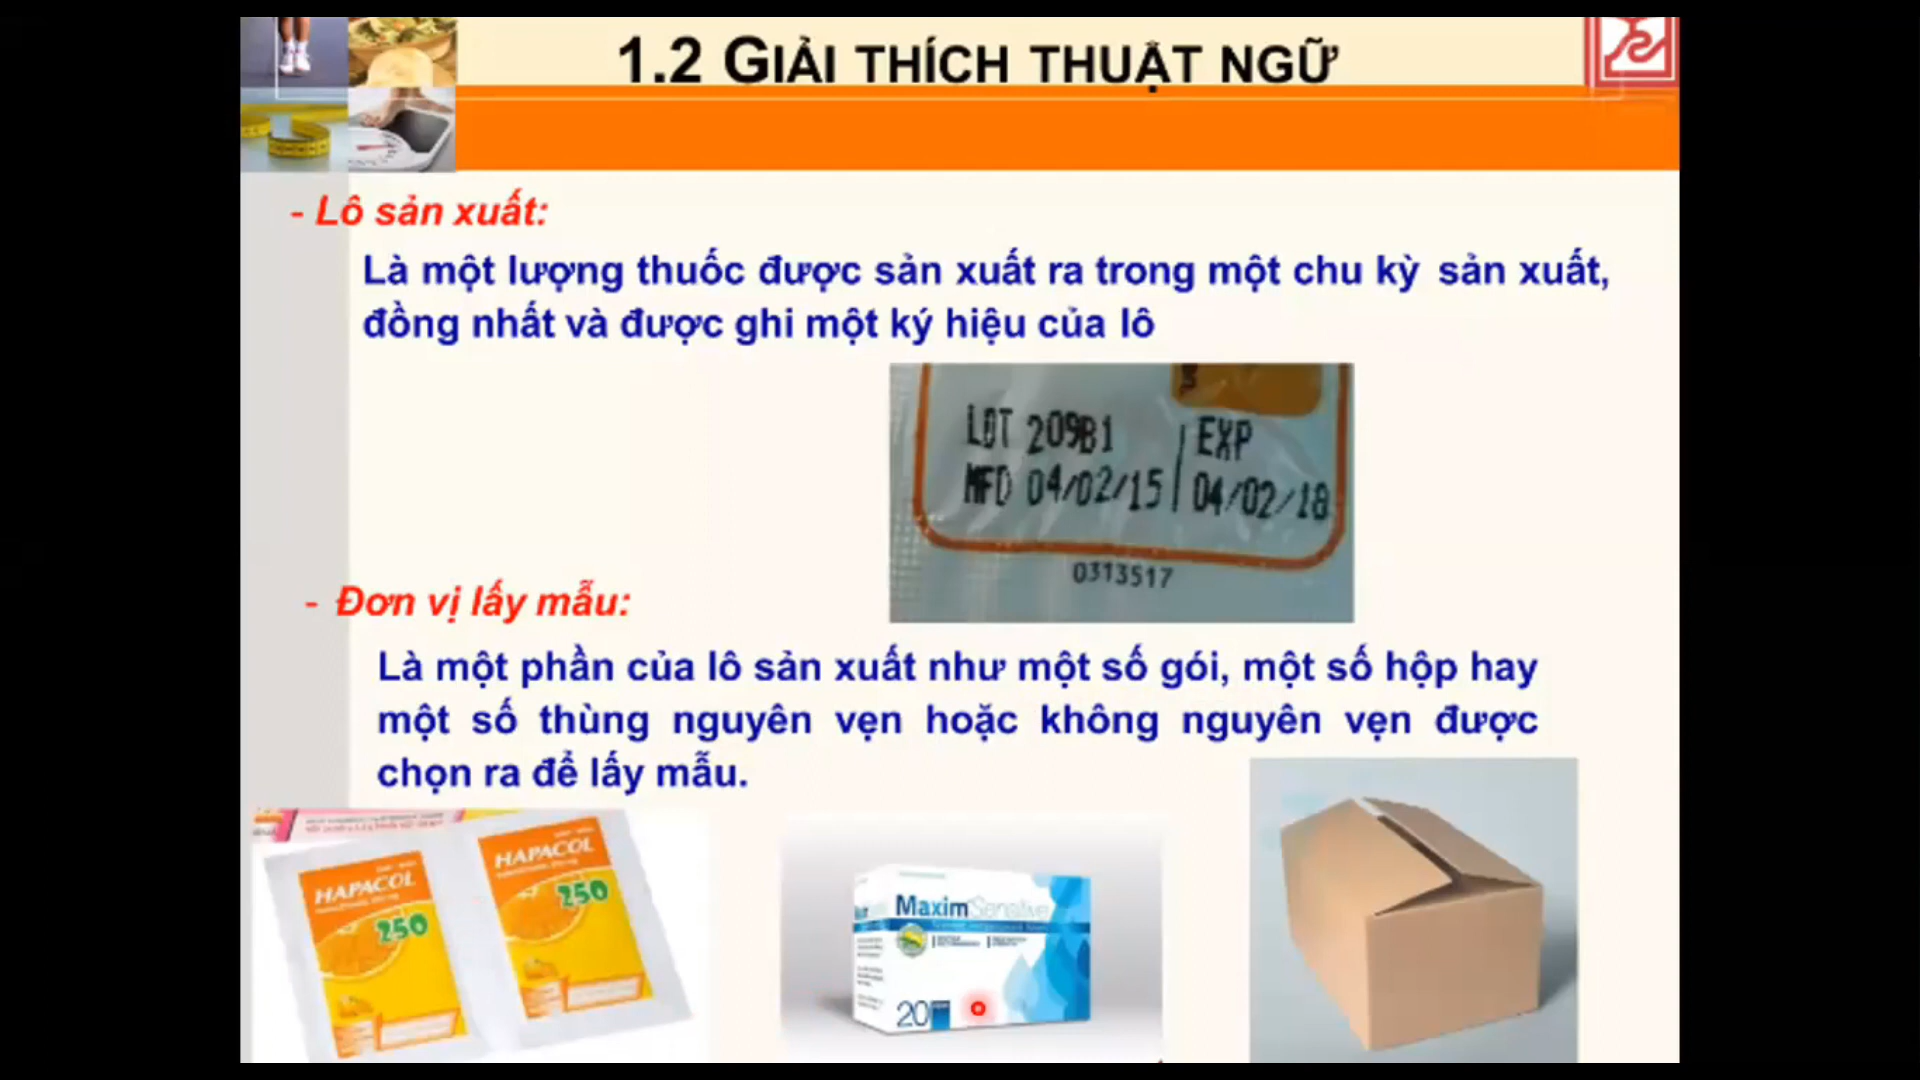 1.2 GIẢI THÍCH THUẬT NGỮ
- Lô sản xuất:
Là một lượng thuốc được sản xuất ra trong một chu kỳ sản xuất,
đồng nhất và được ghi một ký hiệu của lô
LOT 209B1 | EXP
MFD 04/02/15 | 04/02/18
0313517
- Đơn vị lấy mẫu:
Là một phần của lô sản xuất như một số gói, một số hộp hay
một số thùng nguyên vẹn hoặc không nguyên vẹn được
chọn ra để lấy mẫu.
HAPACOL
250
HAPACOL
250
MaximSensitive
20